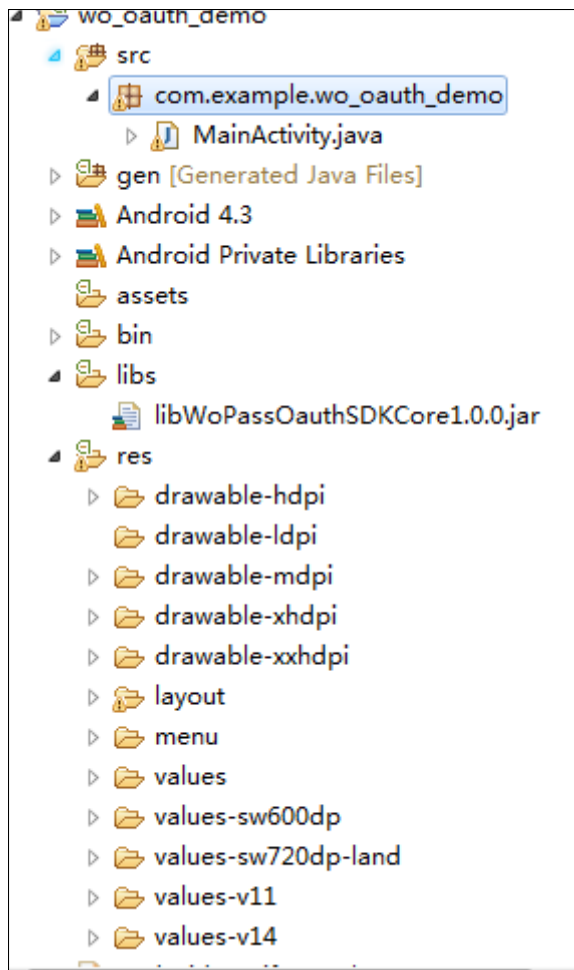 wo_oauth_demo
src
com.example.wo_oauth_demo
MainActivity.java
gen [Generated Java Files]
Android 4.3
Android Private Libraries
assets
bin
libs
libWoPassOauthSDKCore1.0.0.jar
res
drawable-hdpi
drawable-ldpi
drawable-mdpi
drawable-xhdpi
drawable-xxhdpi
layout
menu
values
values-sw600dp
values-sw720dp-land
values-v11
values-v14